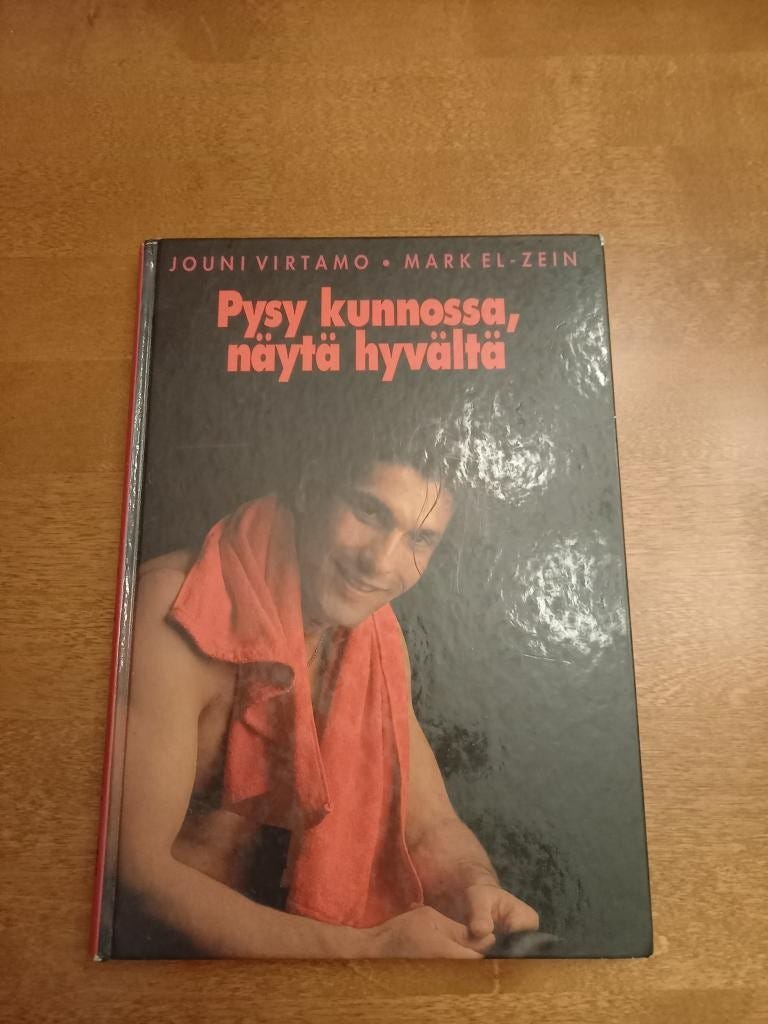 JOUNI VIRTAMO • MARK EL-ZEIN
Pysy kunnossa,
näytä hyvältä